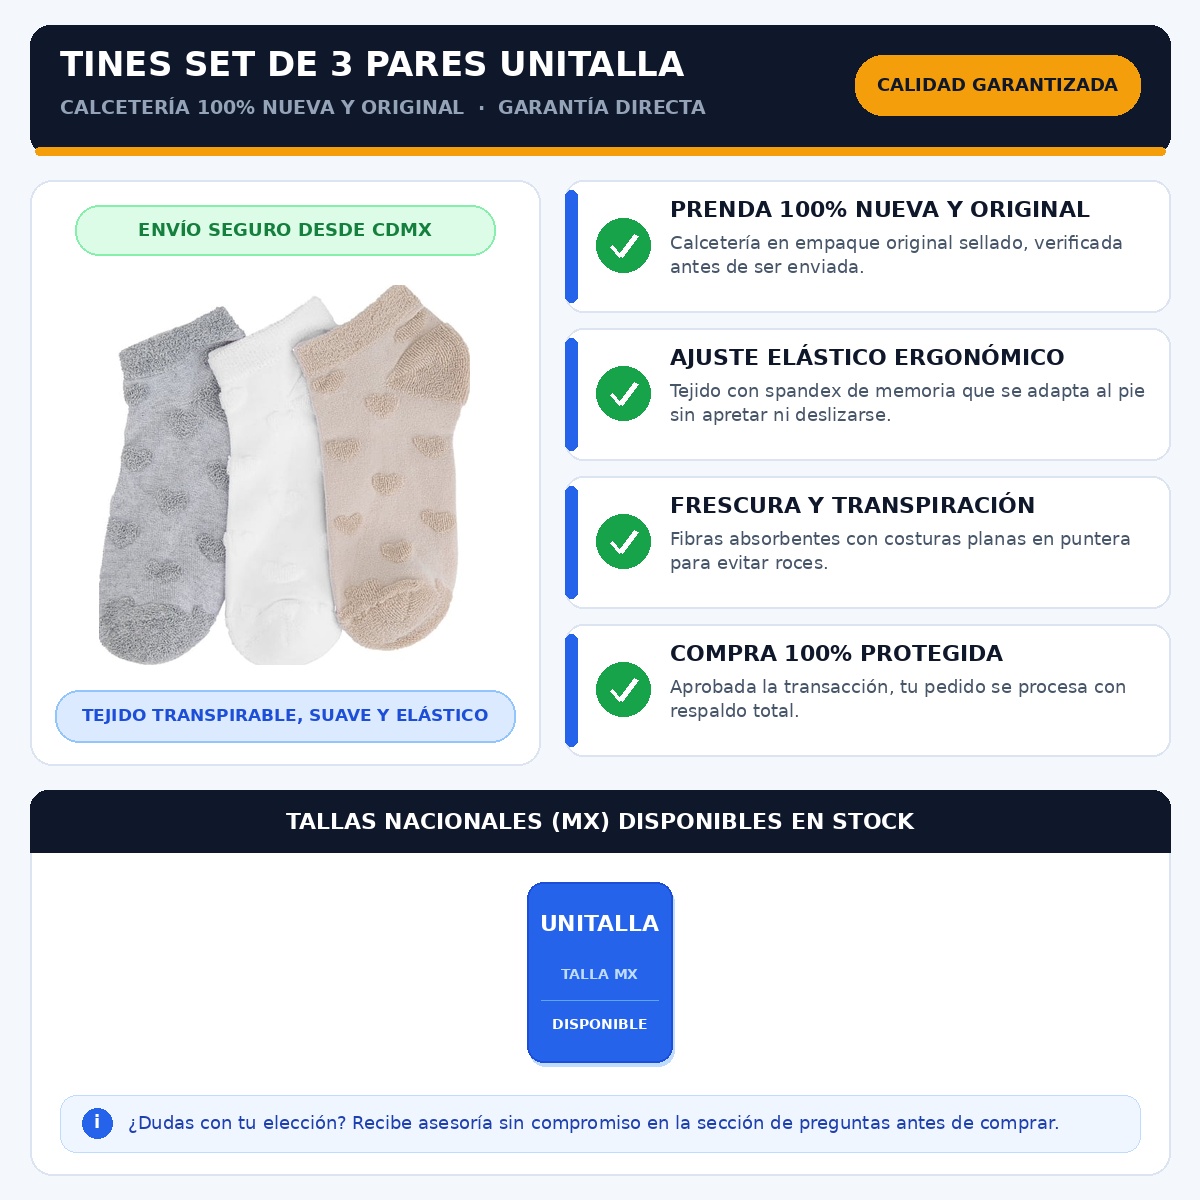 TINES SET DE 3 PARES UNITALLA
CALCETERÍA 100% NUEVA Y ORIGINAL · GARANTÍA DIRECTA
CALIDAD GARANTIZADA
ENVÍO SEGURO DESDE CDMX
TEJIDO TRANSPIRABLE, SUAVE Y ELÁSTICO
PRENDA 100% NUEVA Y ORIGINAL
Calcetería en empaque original sellado, verificada
antes de ser enviada.
AJUSTE ELÁSTICO ERGONÓMICO
Tejido con spandex de memoria que se adapta al pie
sin apretar ni deslizarse.
FRESCURA Y TRANSPIRACIÓN
Fibras absorbentes con costuras planas en puntera
para evitar roces.
COMPRA 100% PROTEGIDA
Aprobada la transacción, tu pedido se procesa con
respaldo total.
TALLAS NACIONALES (MX) DISPONIBLES EN STOCK
UNITALLA
TALLA MX
DISPONIBLE
i ¿Dudas con tu elección? Recibe asesoría sin compromiso en la sección de preguntas antes de comprar.